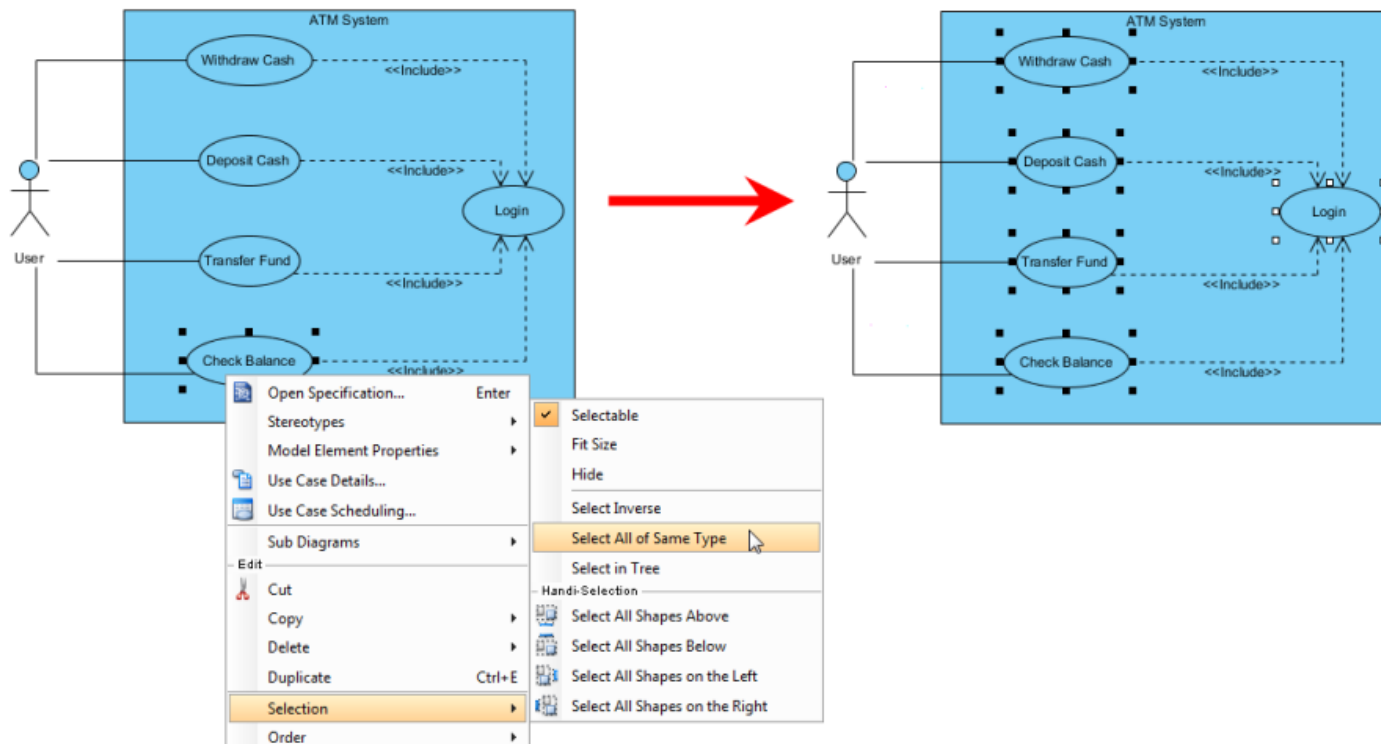 ATM System
Withdraw Cash
<<Include>>
Deposit Cash
<<Include>>
Login
User
Transfer Fund
<<Include>>
Check Balance
<<Include>>
Open Specification... Enter
Stereotypes
Model Element Properties
Use Case Details...
Use Case Scheduling...
Sub Diagrams
Edit
Cut
Copy
Delete
Duplicate Ctrl+E
Selection
Order
Selectable
Fit Size
Hide
Select Inverse
Select All of Same Type
Select in Tree
Handi-Selection
Select All Shapes Above
Select All Shapes Below
Select All Shapes on the Left
Select All Shapes on the Right
ATM System
Withdraw Cash
<<Include>>
Deposit Cash
<<Include>>
Login
User
Transfer Fund
<<Include>>
Check Balance
<<Include>>